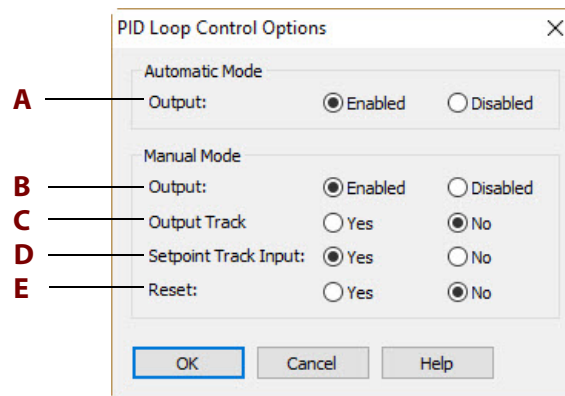 PID Loop Control Options
Automatic Mode
A Output: Enabled Disabled
Manual Mode
B Output: Enabled Disabled
C Output Track Yes No
D Setpoint Track Input: Yes No
E Reset: Yes No
OK Cancel Help